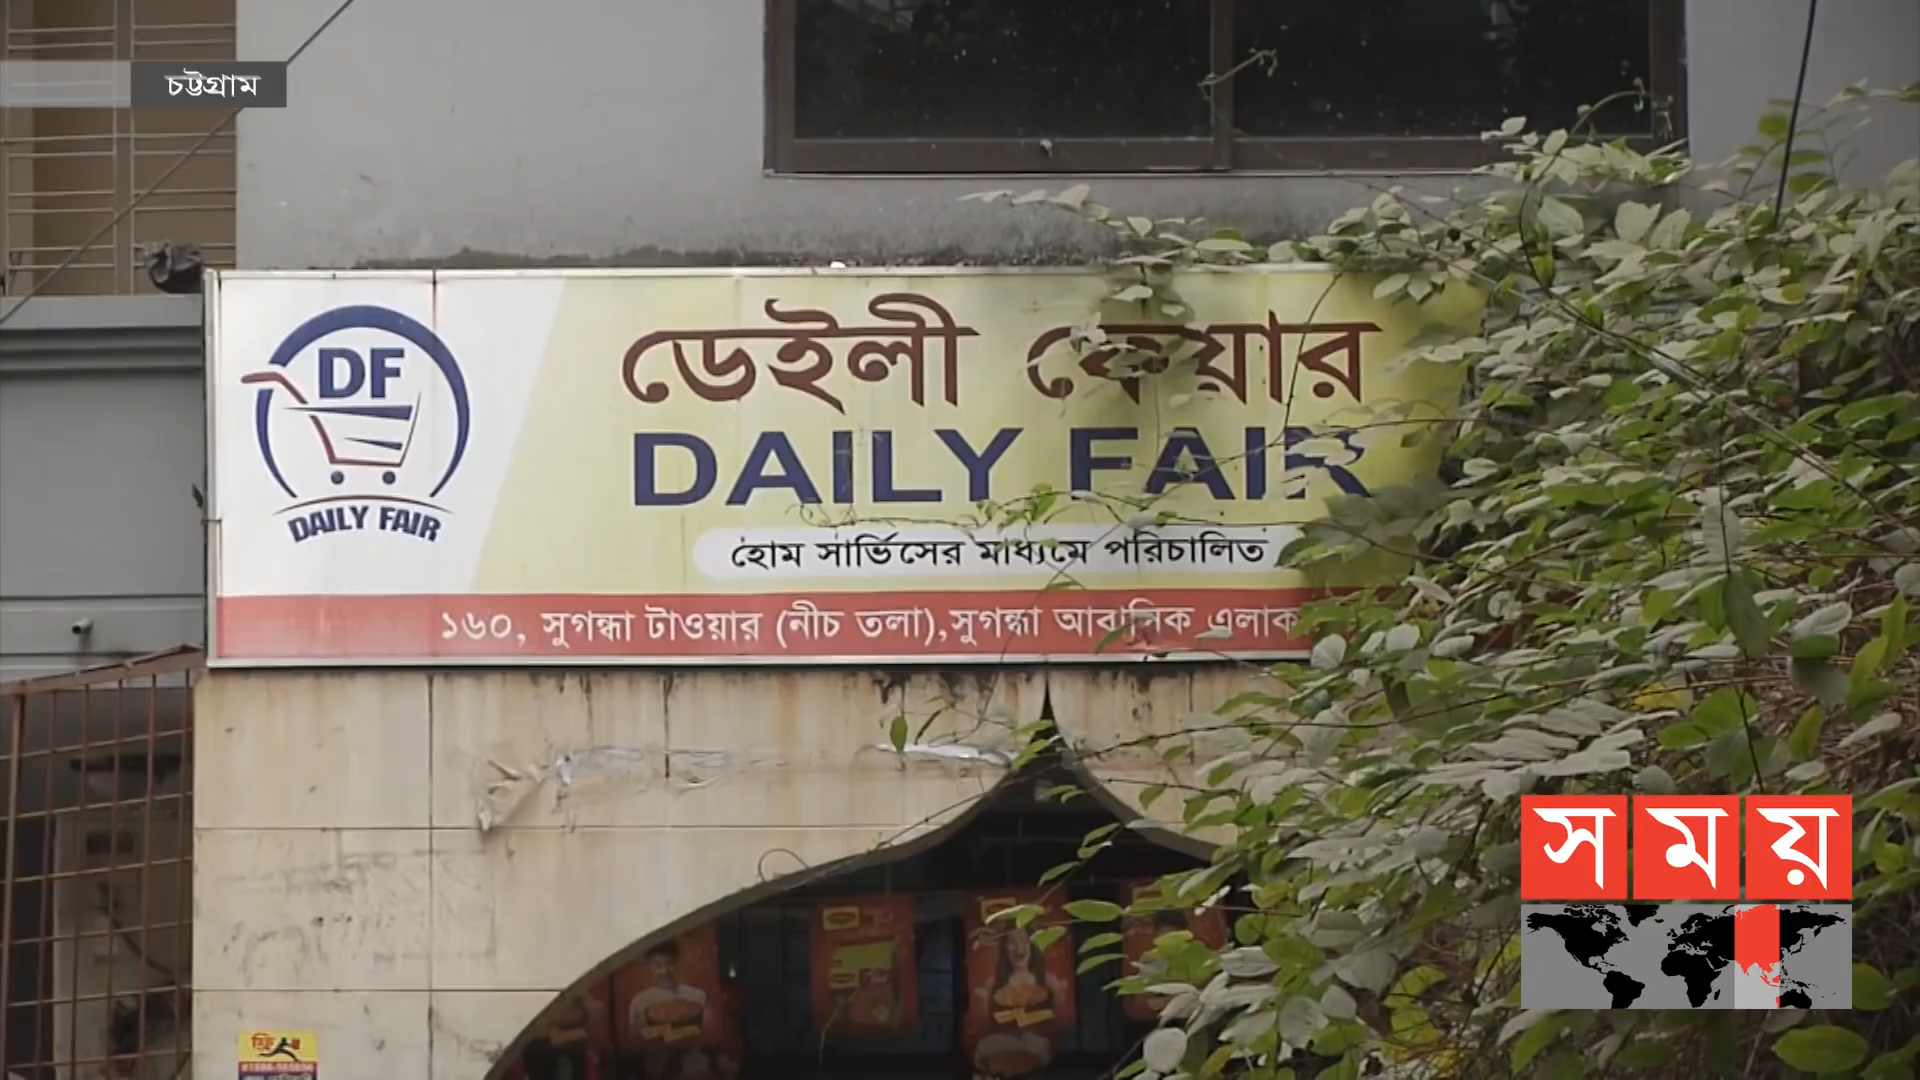 চট্টগ্রাম
DF
DAILY FAIR
ডেইলী ফেয়ার
DAILY FAIR
হোম সার্ভিসের মাধ্যমে পরিচালিত
১৬০, সুগন্ধা টাওয়ার (নীচ তলা), সুগন্ধা আবাসিক এলাক
সময়